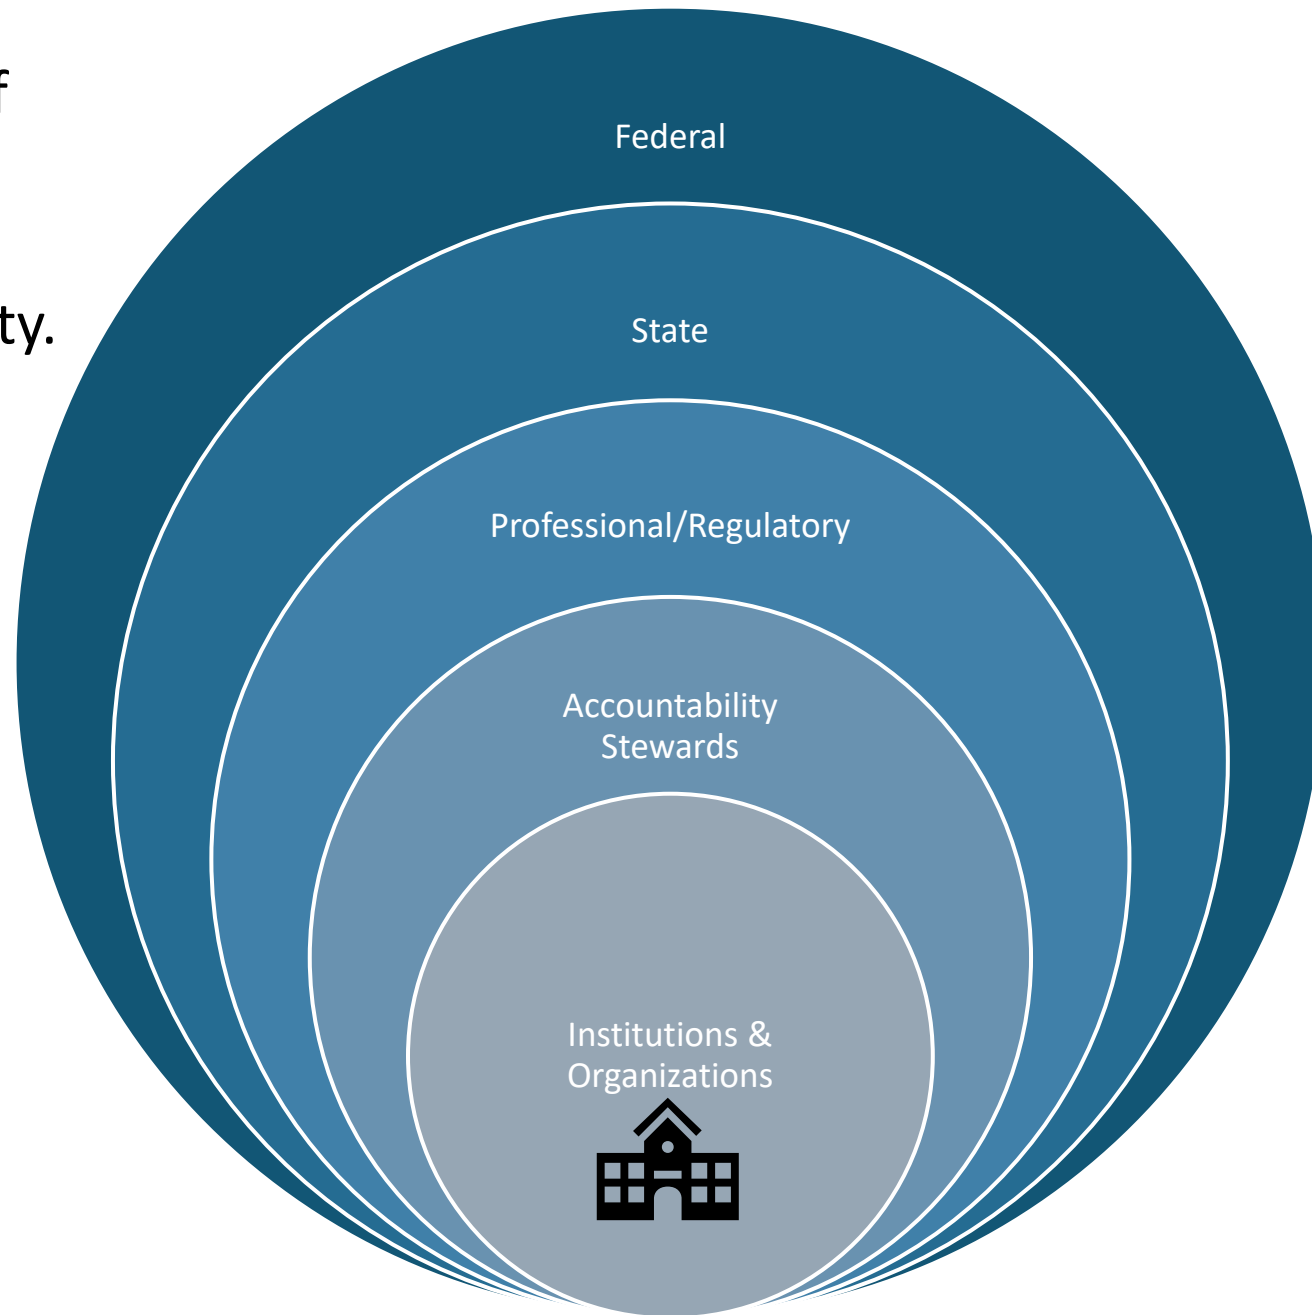 f
ty.
Federal
State
Professional/Regulatory
Accountability
Stewards
Institutions &
Organizations